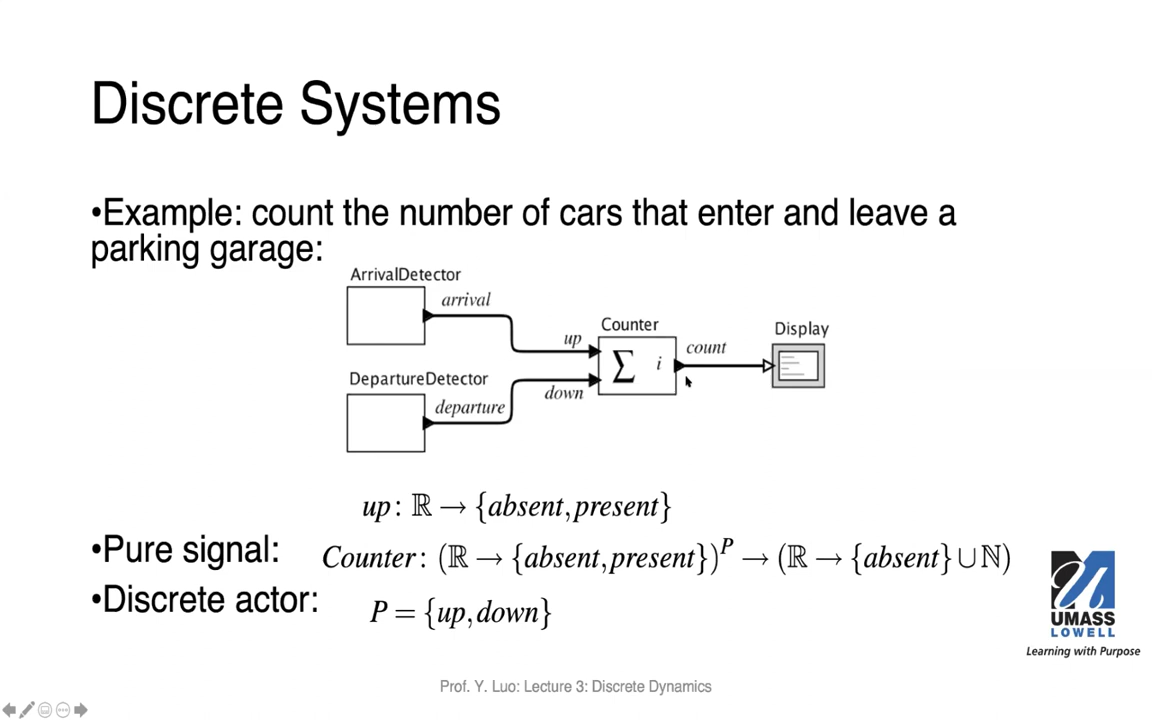 Discrete Systems
•Example: count the number of cars that enter and leave a
parking garage:
ArrivalDetector
arrival
up
Counter
∑ i
count
Display
DepartureDetector
departure
down
up: ℝ → {absent,present}
•Pure signal:
Counter: (ℝ → {absent,present})^P → (ℝ → {absent} ∪ ℕ)
•Discrete actor:
P = {up,down}
UMASS
LOWELL
Learning with Purpose
Prof. Y. Luo: Lecture 3: Discrete Dynamics